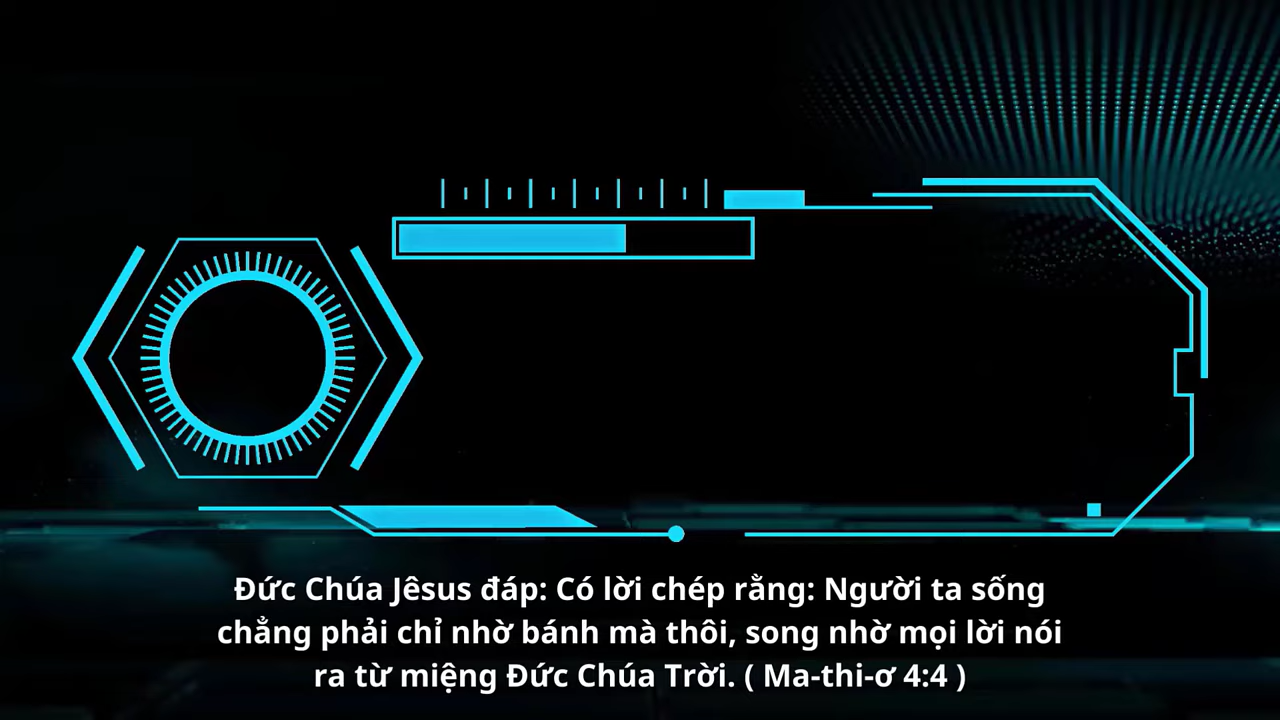 Đức Chúa Jêsus đáp: Có lời chép rằng: Người ta sống
chẳng phải chỉ nhờ bánh mà thôi, song nhờ mọi lời nói
ra từ miệng Đức Chúa Trời. ( Ma-thi-ơ 4:4 )